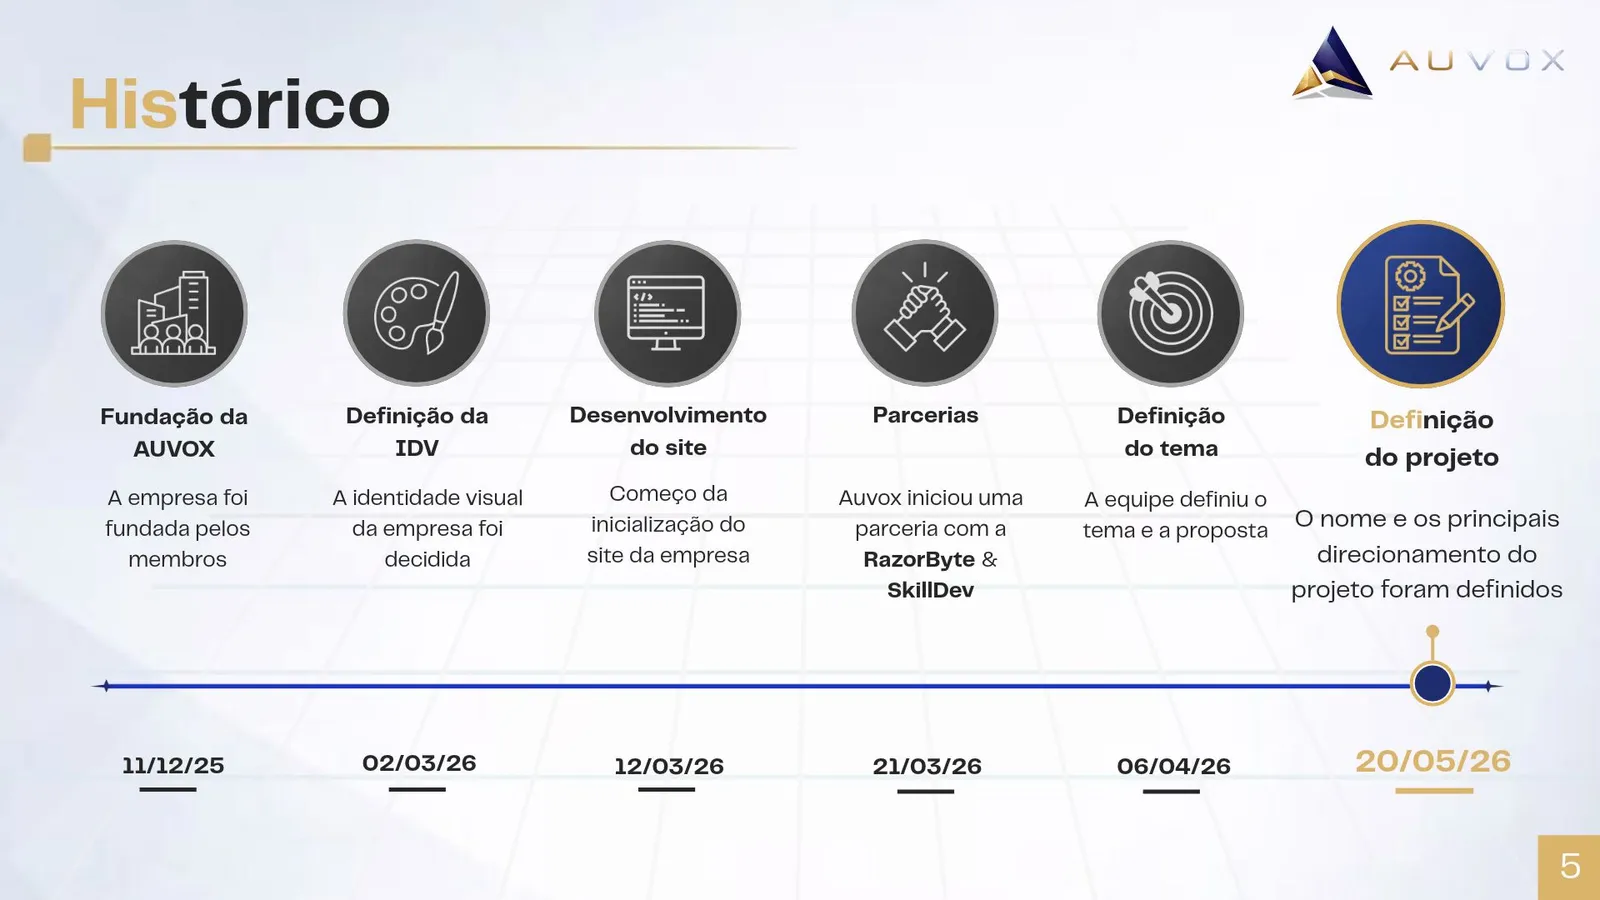 Histórico
AUVOX
Fundação da
AUVOX
A empresa foi
fundada pelos
membros
11/12/25
Definição da
IDV
A identidade visual
da empresa foi
decidida
02/03/26
Desenvolvimento
do site
Começo da
inicialização do
site da empresa
12/03/26
Parcerias
Auvox iniciou uma
parceria com a
RazorByte &
SkillDev
21/03/26
Definição
do tema
A equipe definiu o
tema e a proposta
06/04/26
Definição
do projeto
O nome e os principais
direcionamento do
projeto foram definidos
20/05/26
5